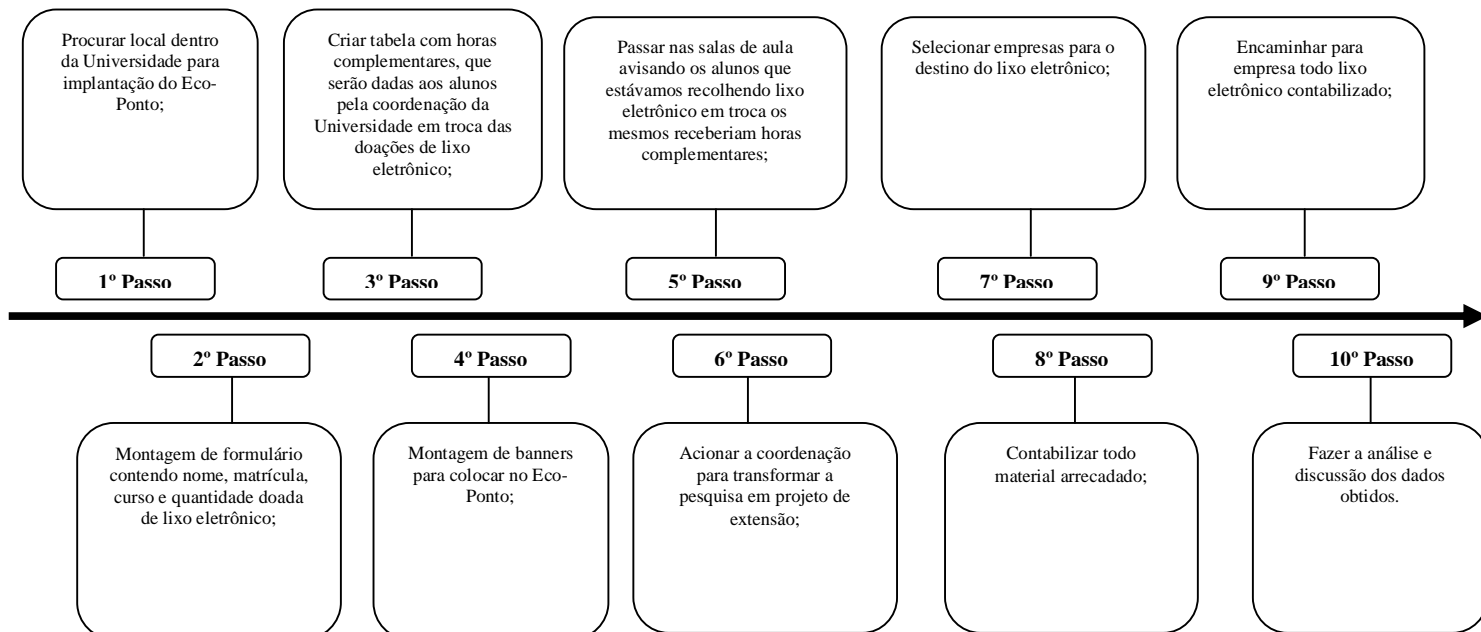 Procurar local dentro
da Universidade para
implantação do Eco-
Ponto;
Criar tabela com horas
complementares, que
serão dadas aos alunos
pela coordenação da
Universidade em troca das
doações de lixo
eletrônico;
Passar nas salas de aula
avisando os alunos que
estávamos recolhendo lixo
eletrônico em troca os
mesmos receberiam horas
complementares;
Selecionar empresas para o
destino do lixo eletrônico;
Encaminhar para
empresa todo lixo
eletrônico contabilizado;
1º Passo
3º Passo
5º Passo
7º Passo
9º Passo
2º Passo
4º Passo
6º Passo
8º Passo
10º Passo
Montagem de formulário
contendo nome, matrícula,
curso e quantidade doada
de lixo eletrônico;
Montagem de banners
para colocar no Eco-
Ponto;
Acionar a coordenação
para transformar a
pesquisa em projeto de
extensão;
Contabilizar todo
material arrecadado;
Fazer a análise e
discussão dos dados
obtidos.